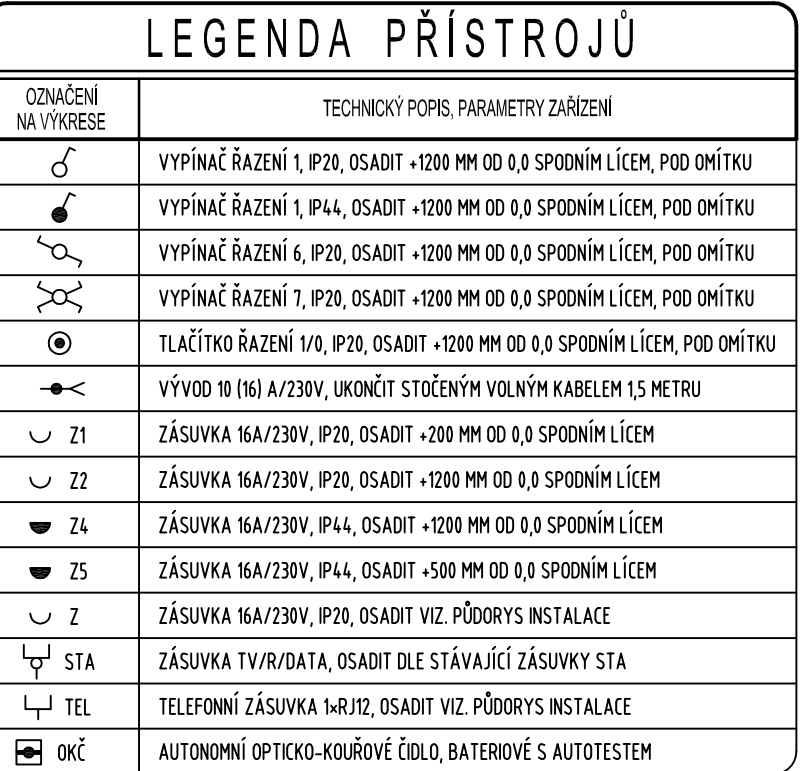 LEGENDA PŘÍSTROJŮ
OZNAČENÍ
NA VÝKRESE
TECHNICKÝ POPIS, PARAMETRY ZAŘÍZENÍ
VYPÍNAČ ŘAZENÍ 1, IP20, OSADIT +1200 MM OD 0,0 SPODNÍM LÍCEM, POD OMÍTKU
VYPÍNAČ ŘAZENÍ 1, IP44, OSADIT +1200 MM OD 0,0 SPODNÍM LÍCEM, POD OMÍTKU
VYPÍNAČ ŘAZENÍ 6, IP20, OSADIT +1200 MM OD 0,0 SPODNÍM LÍCEM, POD OMÍTKU
VYPÍNAČ ŘAZENÍ 7, IP20, OSADIT +1200 MM OD 0,0 SPODNÍM LÍCEM, POD OMÍTKU
TLAČÍTKO ŘAZENÍ 1/0, IP20, OSADIT +1200 MM OD 0,0 SPODNÍM LÍCEM, POD OMÍTKU
VÝVOD 10 (16) A/230V, UKONČIT STOČENÝM VOLNÝM KABELEM 1,5 METRU
Z1 ZÁSUVKA 16A/230V, IP20, OSADIT +200 MM OD 0,0 SPODNÍM LÍCEM
Z2 ZÁSUVKA 16A/230V, IP20, OSADIT +1200 MM OD 0,0 SPODNÍM LÍCEM
Z4 ZÁSUVKA 16A/230V, IP44, OSADIT +1200 MM OD 0,0 SPODNÍM LÍCEM
Z5 ZÁSUVKA 16A/230V, IP44, OSADIT +500 MM OD 0,0 SPODNÍM LÍCEM
Z ZÁSUVKA 16A/230V, IP20, OSADIT VIZ. PŮDORYS INSTALACE
STA ZÁSUVKA TV/R/DATA, OSADIT DLE STÁVAJÍCÍ ZÁSUVKY STA
TEL TELEFONNÍ ZÁSUVKA 1×RJ12, OSADIT VIZ. PŮDORYS INSTALACE
OKČ AUTONOMNÍ OPTICKO-KOUŘOVÉ ČIDLO, BATERIOVÉ S AUTOTESTEM